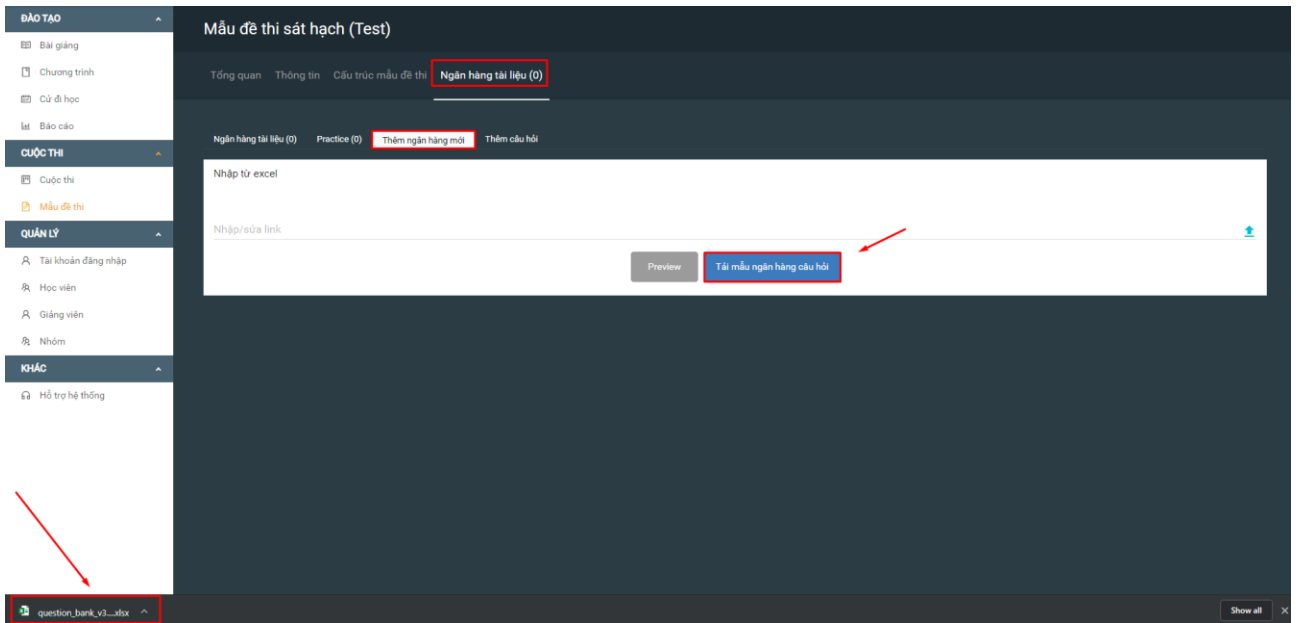 ĐÀO TẠO
Bài giảng
Chương trình
Cử đi học
Báo cáo
CUỘC THI
Cuộc thi
Mẫu đề thi
QUẢN LÝ
Tài khoản đăng nhập
Học viên
Giảng viên
Nhóm
KHÁC
Hỗ trợ hệ thống
Mẫu đề thi sát hạch (Test)
Tổng quan Thông tin Cấu trúc mẫu đề thi Ngân hàng tài liệu (0)
Ngân hàng tài liệu (0) Practice (0) Thêm ngân hàng mới Thêm câu hỏi
Nhập từ excel
Nhập/sửa link
Preview Tải mẫu ngân hàng câu hỏi
question_bank_v3....xlsx Show all